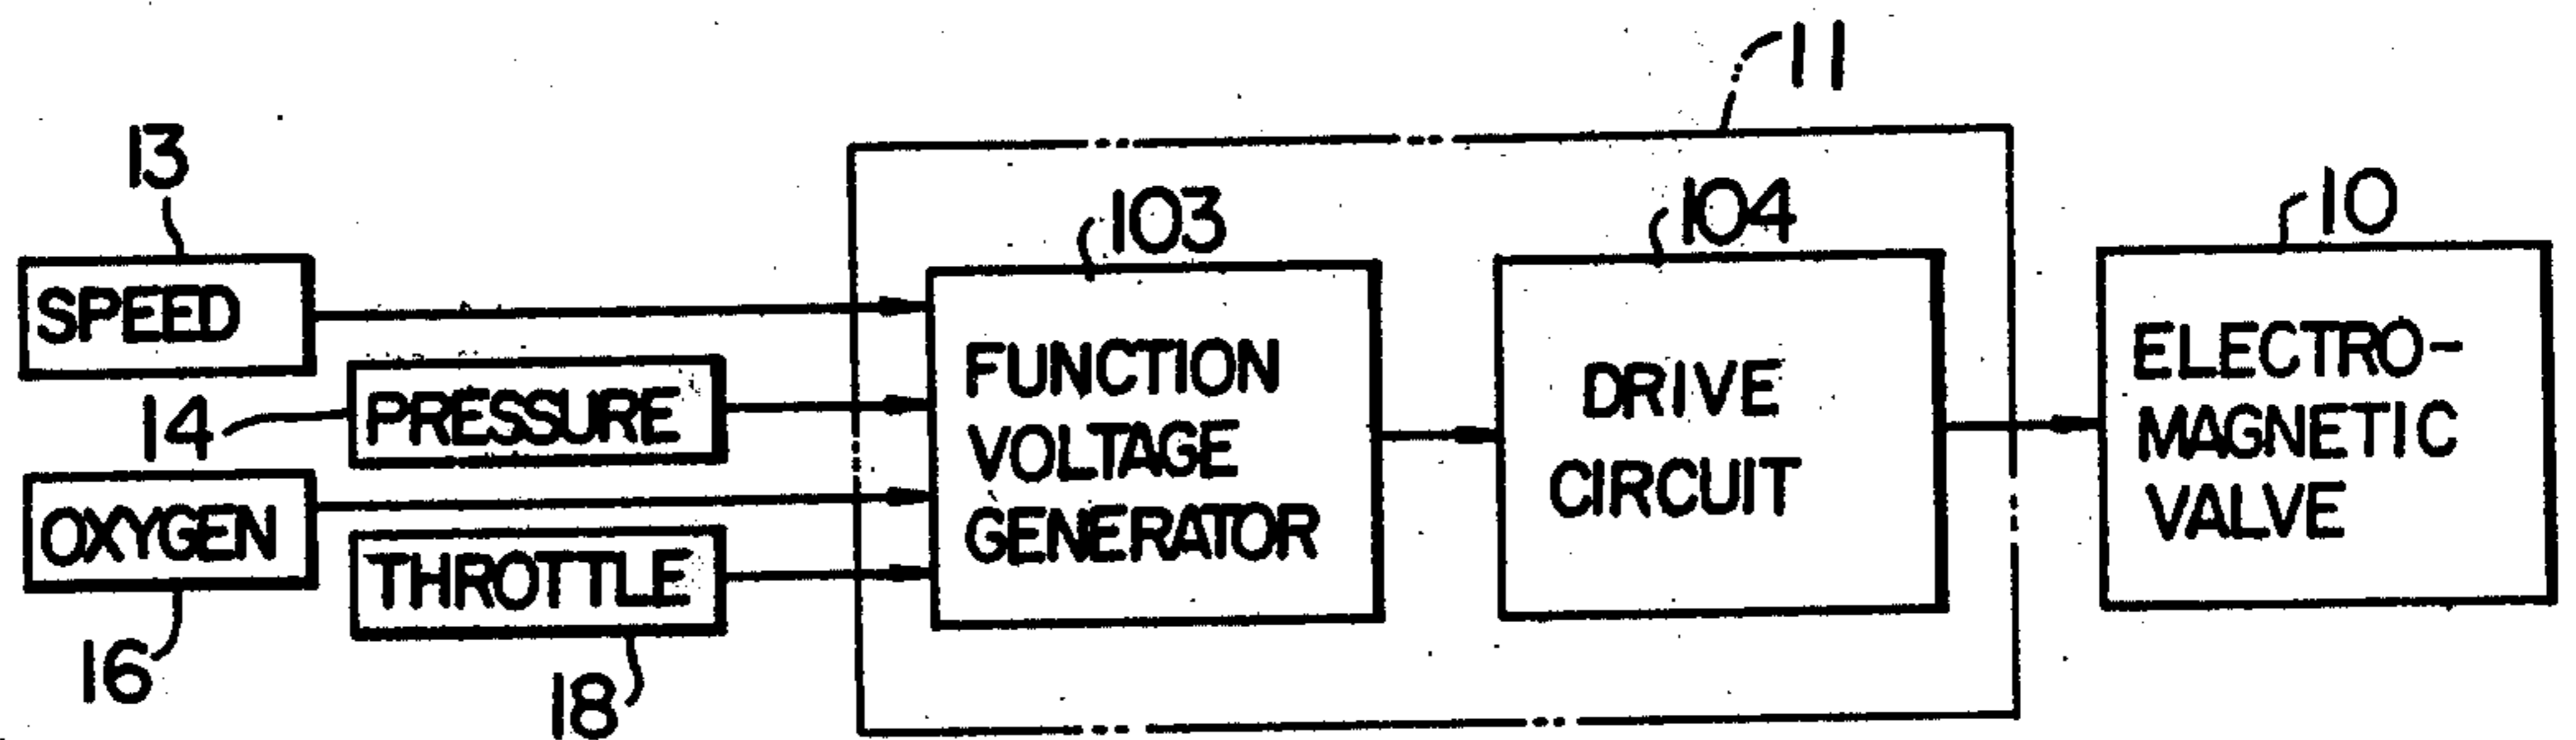 11
13
103
104
10
SPEED
PRESSURE
14
OXYGEN
THROTTLE
16
18
FUNCTION
VOLTAGE
GENERATOR
DRIVE
CIRCUIT
ELECTRO-
MAGNETIC
VALVE